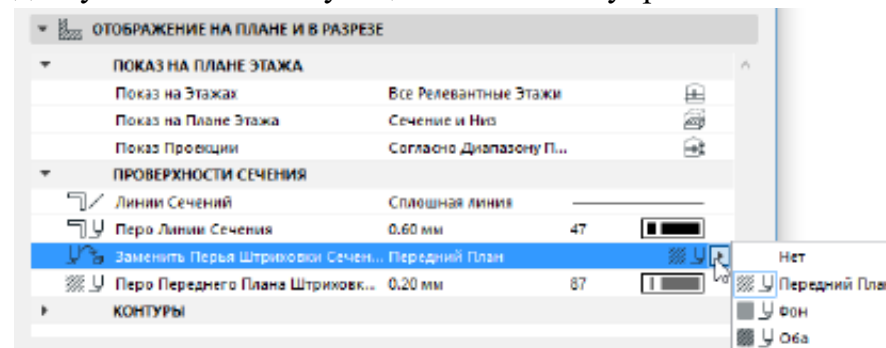 ОТОБРАЖЕНИЕ НА ПЛАНЕ И В РАЗРЕЗЕ
ПОКАЗ НА ПЛАНЕ ЭТАЖА
Показ на Этажах Все Релевантные Этажи
Показ на Плане Этажа Сечение и Низ
Показ Проекции Согласно Диапазону П...
ПРОВЕРХНОСТИ СЕЧЕНИЯ
Линии Сечений Сплошная линия
Перо Линии Сечения 0.60 мм 47
Заменить Перья Штриховки Сечен... Передний План
Перо Переднего Плана Штриховк... 0.20 мм 87
КОНТУРЫ
Нет
Передний План
Фон
Оба